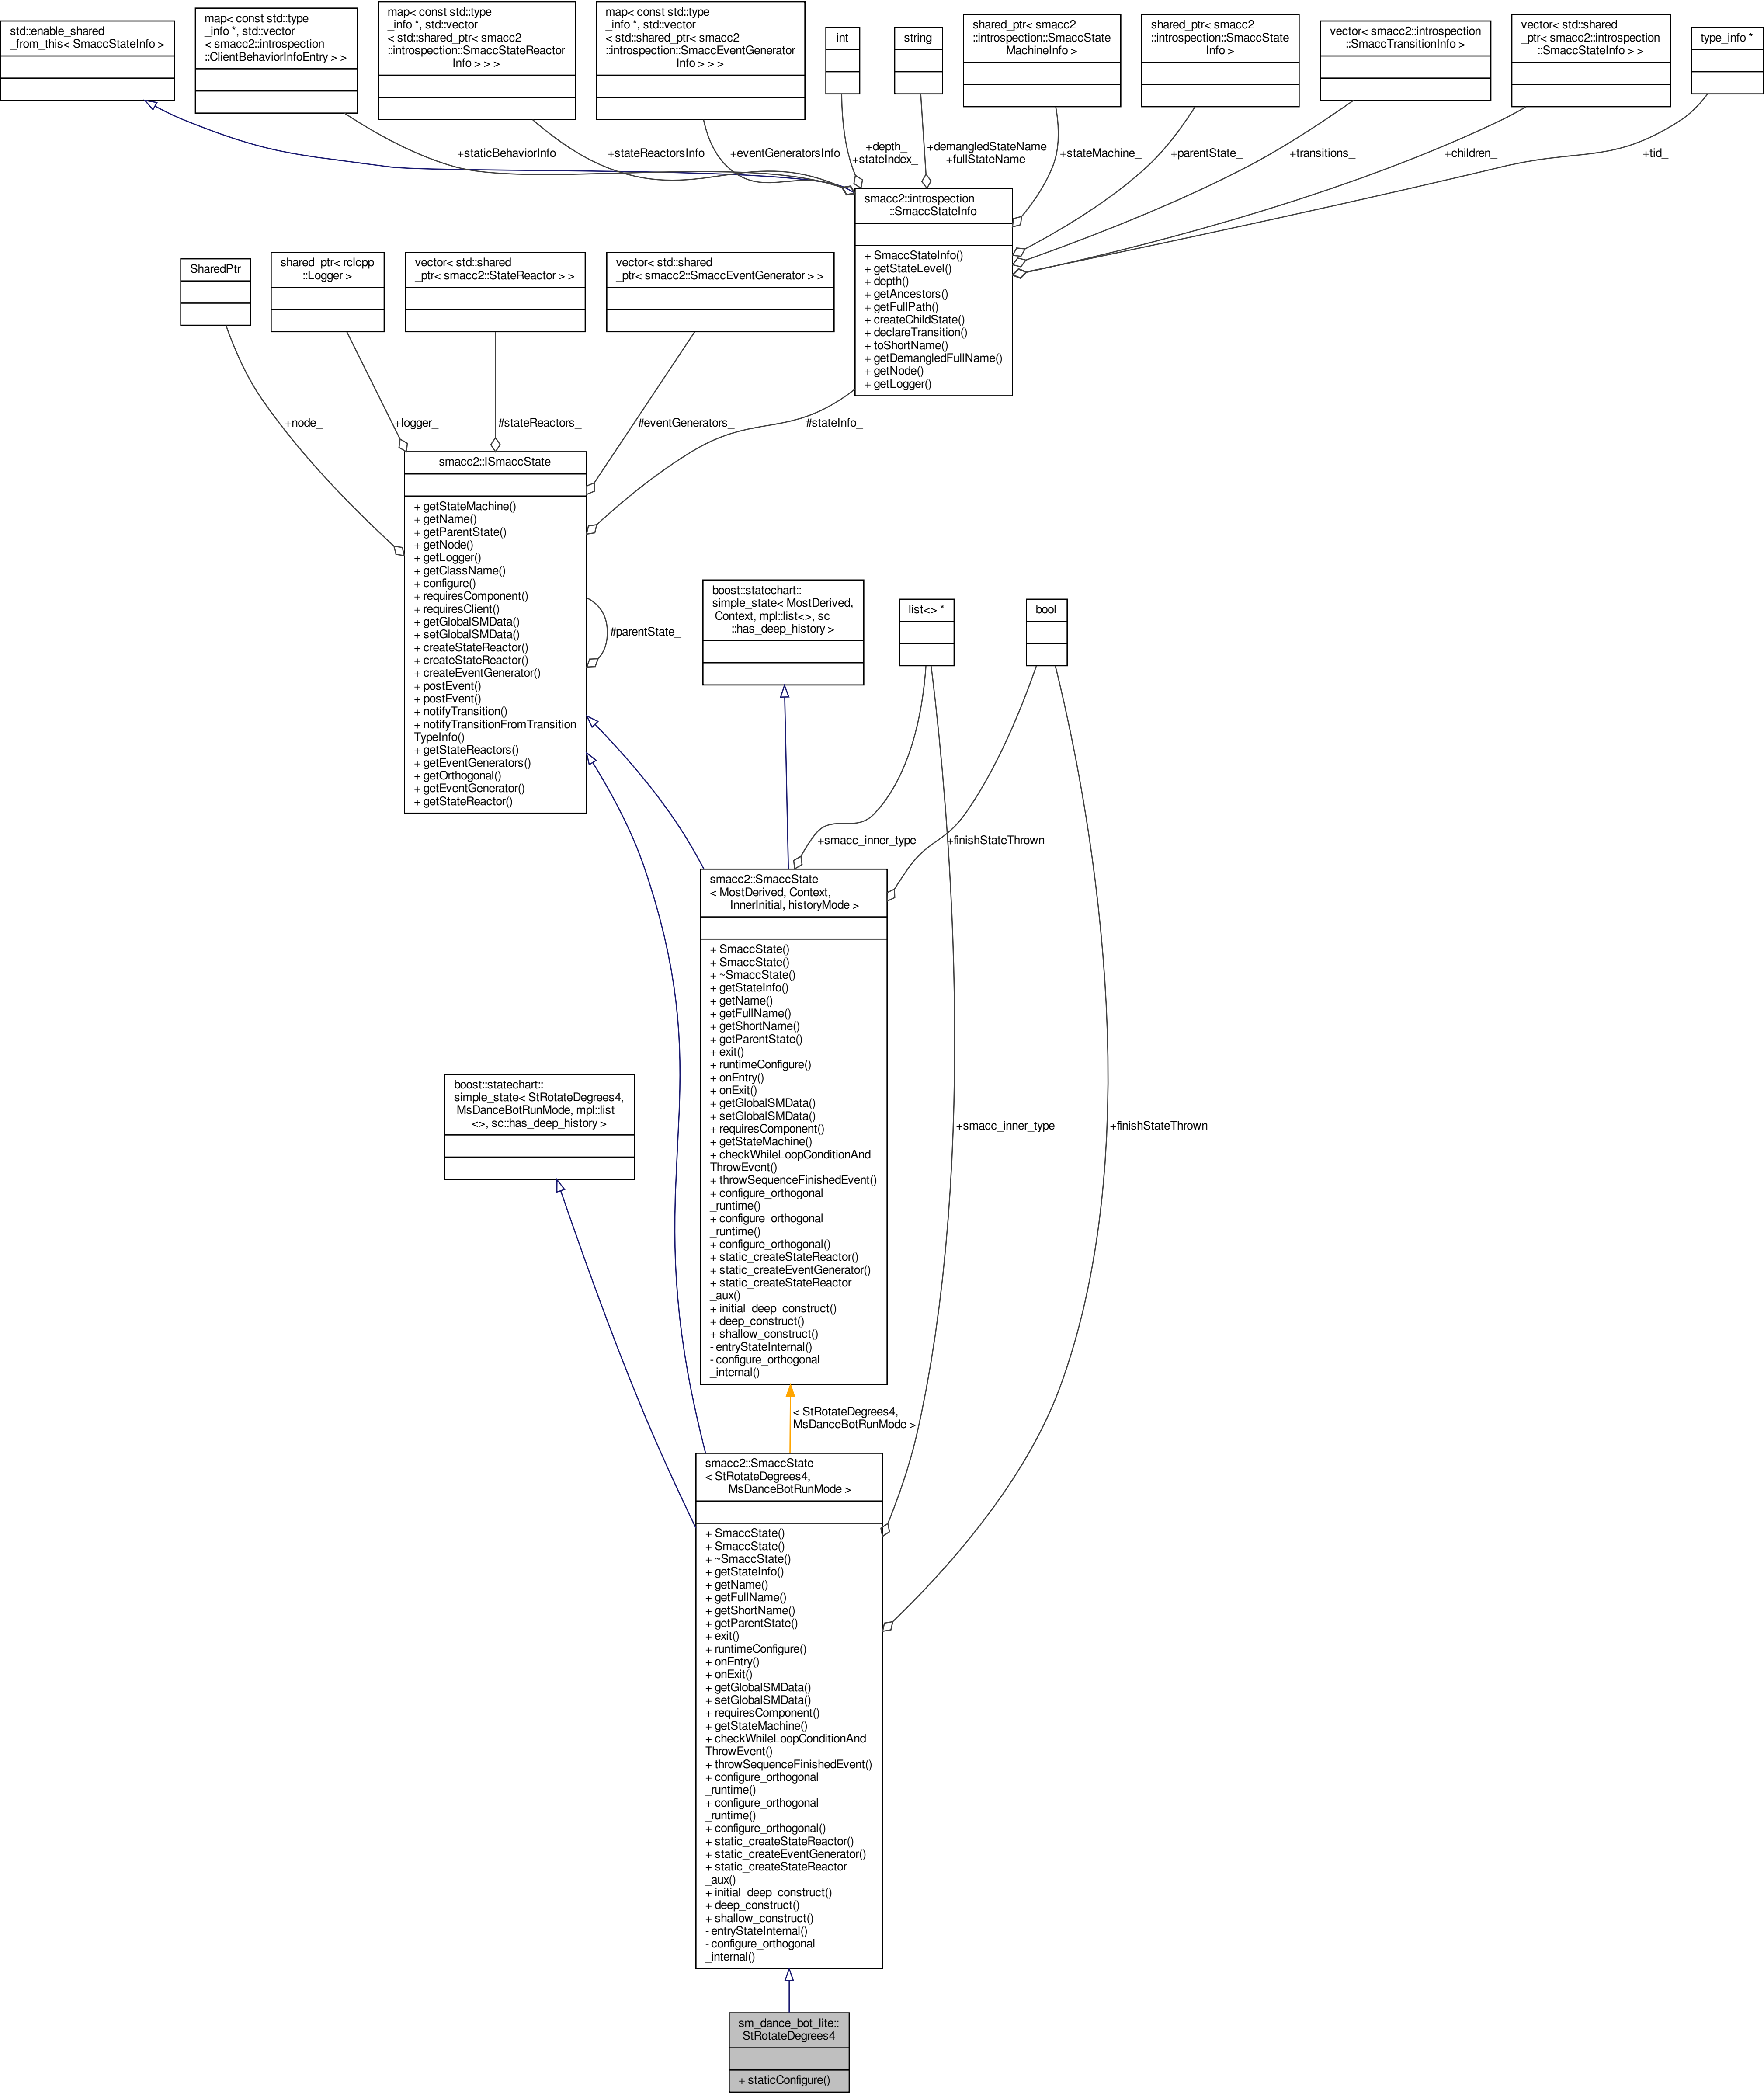 std::enable_shared
_from_this< SmaccStateInfo >
map< const std::type
_info *, std::vector
< smacc2::introspection
::ClientBehaviorInfoEntry > >
map< const std::type
_info *, std::vector
< std::shared_ptr< smacc2
::introspection::SmaccStateReactor
Info > > >
map< const std::type
_info *, std::vector
< std::shared_ptr< smacc2
::introspection::SmaccEventGenerator
Info > > >
int
string
shared_ptr< smacc2
::introspection::SmaccState
MachineInfo >
shared_ptr< smacc2
::introspection::SmaccState
Info >
vector< smacc2::introspection
::SmaccTransitionInfo >
vector< std::shared
_ptr< smacc2::introspection
::SmaccStateInfo > >
type_info *
+staticBehaviorInfo
+stateReactorsInfo
+eventGeneratorsInfo
+depth_
+stateIndex_
+demangledStateName
+fullStateName
+stateMachine_
+parentState_
+transitions_
+children_
+tid_
smacc2::introspection
::SmaccStateInfo
+ SmaccStateInfo()
+ getStateLevel()
+ depth()
+ getAncestors()
+ getFullPath()
+ createChildState()
+ declareTransition()
+ toShortName()
+ getDemangledFullName()
+ getNode()
+ getLogger()
SharedPtr
shared_ptr< rclcpp
::Logger >
vector< std::shared
_ptr< smacc2::StateReactor > >
vector< std::shared
_ptr< smacc2::SmaccEventGenerator > >
+node_
+logger_
#stateReactors_
#eventGenerators_
#stateInfo_
smacc2::ISmaccState
+ getStateMachine()
+ getName()
+ getParentState()
+ getNode()
+ getLogger()
+ getClassName()
+ configure()
+ requiresComponent()
+ requiresClient()
+ getGlobalSMData()
+ setGlobalSMData()
+ createStateReactor()
+ createStateReactor()
+ createEventGenerator()
+ postEvent()
+ postEvent()
+ notifyTransition()
+ notifyTransitionFromTransition
TypeInfo()
+ getStateReactors()
+ getEventGenerators()
+ getOrthogonal()
+ getEventGenerator()
+ getStateReactor()
#parentState_
boost::statechart::
simple_state< MostDerived,
Context, mpl::list<>, sc
::has_deep_history >
list<> *
bool
+smacc_inner_type
+finishStateThrown
smacc2::SmaccState
< MostDerived, Context,
InnerInitial, historyMode >
+ SmaccState()
+ SmaccState()
+ ~SmaccState()
+ getStateInfo()
+ getName()
+ getFullName()
+ getShortName()
+ getParentState()
+ exit()
+ runtimeConfigure()
+ onEntry()
+ onExit()
+ getGlobalSMData()
+ setGlobalSMData()
+ requiresComponent()
+ getStateMachine()
+ checkWhileLoopConditionAnd
ThrowEvent()
+ throwSequenceFinishedEvent()
+ configure_orthogonal
_runtime()
+ configure_orthogonal
_runtime()
+ configure_orthogonal()
+ static_createStateReactor()
+ static_createEventGenerator()
+ static_createStateReactor
_aux()
+ initial_deep_construct()
+ deep_construct()
+ shallow_construct()
- entryStateInternal()
- configure_orthogonal
_internal()
boost::statechart::
simple_state< StRotateDegrees4,
MsDanceBotRunMode, mpl::list
<>, sc::has_deep_history >
+smacc_inner_type
+finishStateThrown
< StRotateDegrees4,
MsDanceBotRunMode >
smacc2::SmaccState
< StRotateDegrees4,
MsDanceBotRunMode >
+ SmaccState()
+ SmaccState()
+ ~SmaccState()
+ getStateInfo()
+ getName()
+ getFullName()
+ getShortName()
+ getParentState()
+ exit()
+ runtimeConfigure()
+ onEntry()
+ onExit()
+ getGlobalSMData()
+ setGlobalSMData()
+ requiresComponent()
+ getStateMachine()
+ checkWhileLoopConditionAnd
ThrowEvent()
+ throwSequenceFinishedEvent()
+ configure_orthogonal
_runtime()
+ configure_orthogonal
_runtime()
+ configure_orthogonal()
+ static_createStateReactor()
+ static_createEventGenerator()
+ static_createStateReactor
_aux()
+ initial_deep_construct()
+ deep_construct()
+ shallow_construct()
- entryStateInternal()
- configure_orthogonal
_internal()
sm_dance_bot_lite::
StRotateDegrees4
+ staticConfigure()